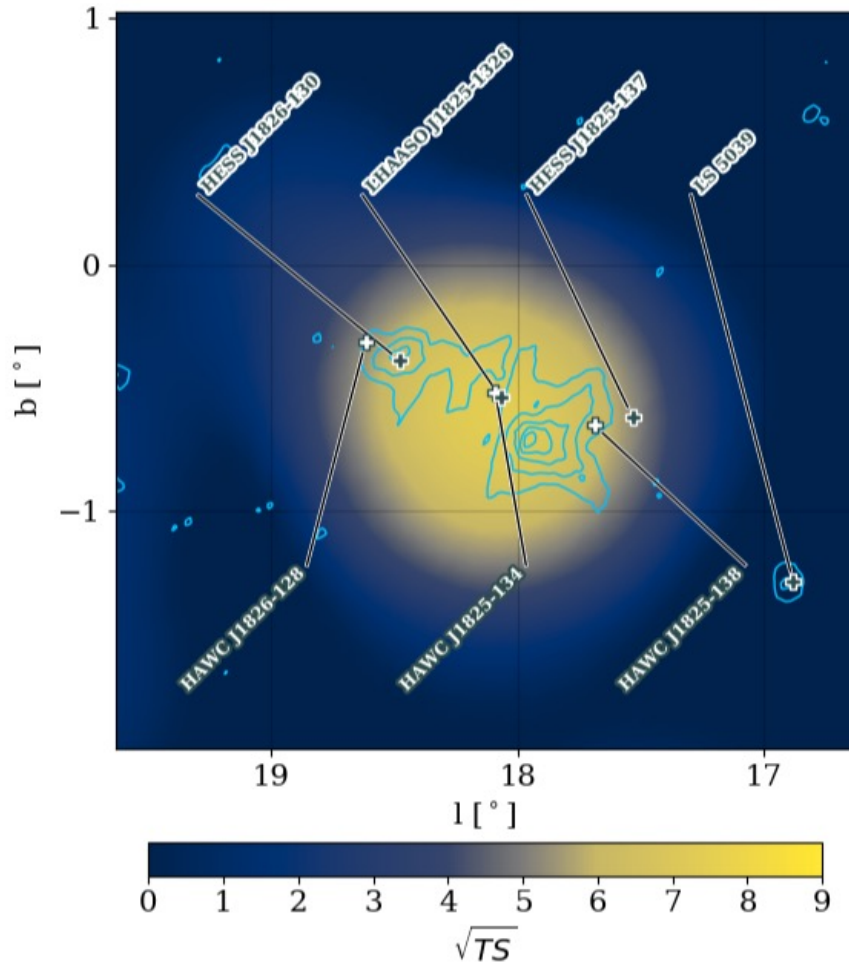 1
HESS J1826-130
LHAASO J1825-1326
HESS J1825-137
LS 5039
0
b [°]
−1
HAWC J1826-128
HAWC J1825-134
HAWC J1825-138
19
18
17
l [°]
0 1 2 3 4 5 6 7 8 9
√TS